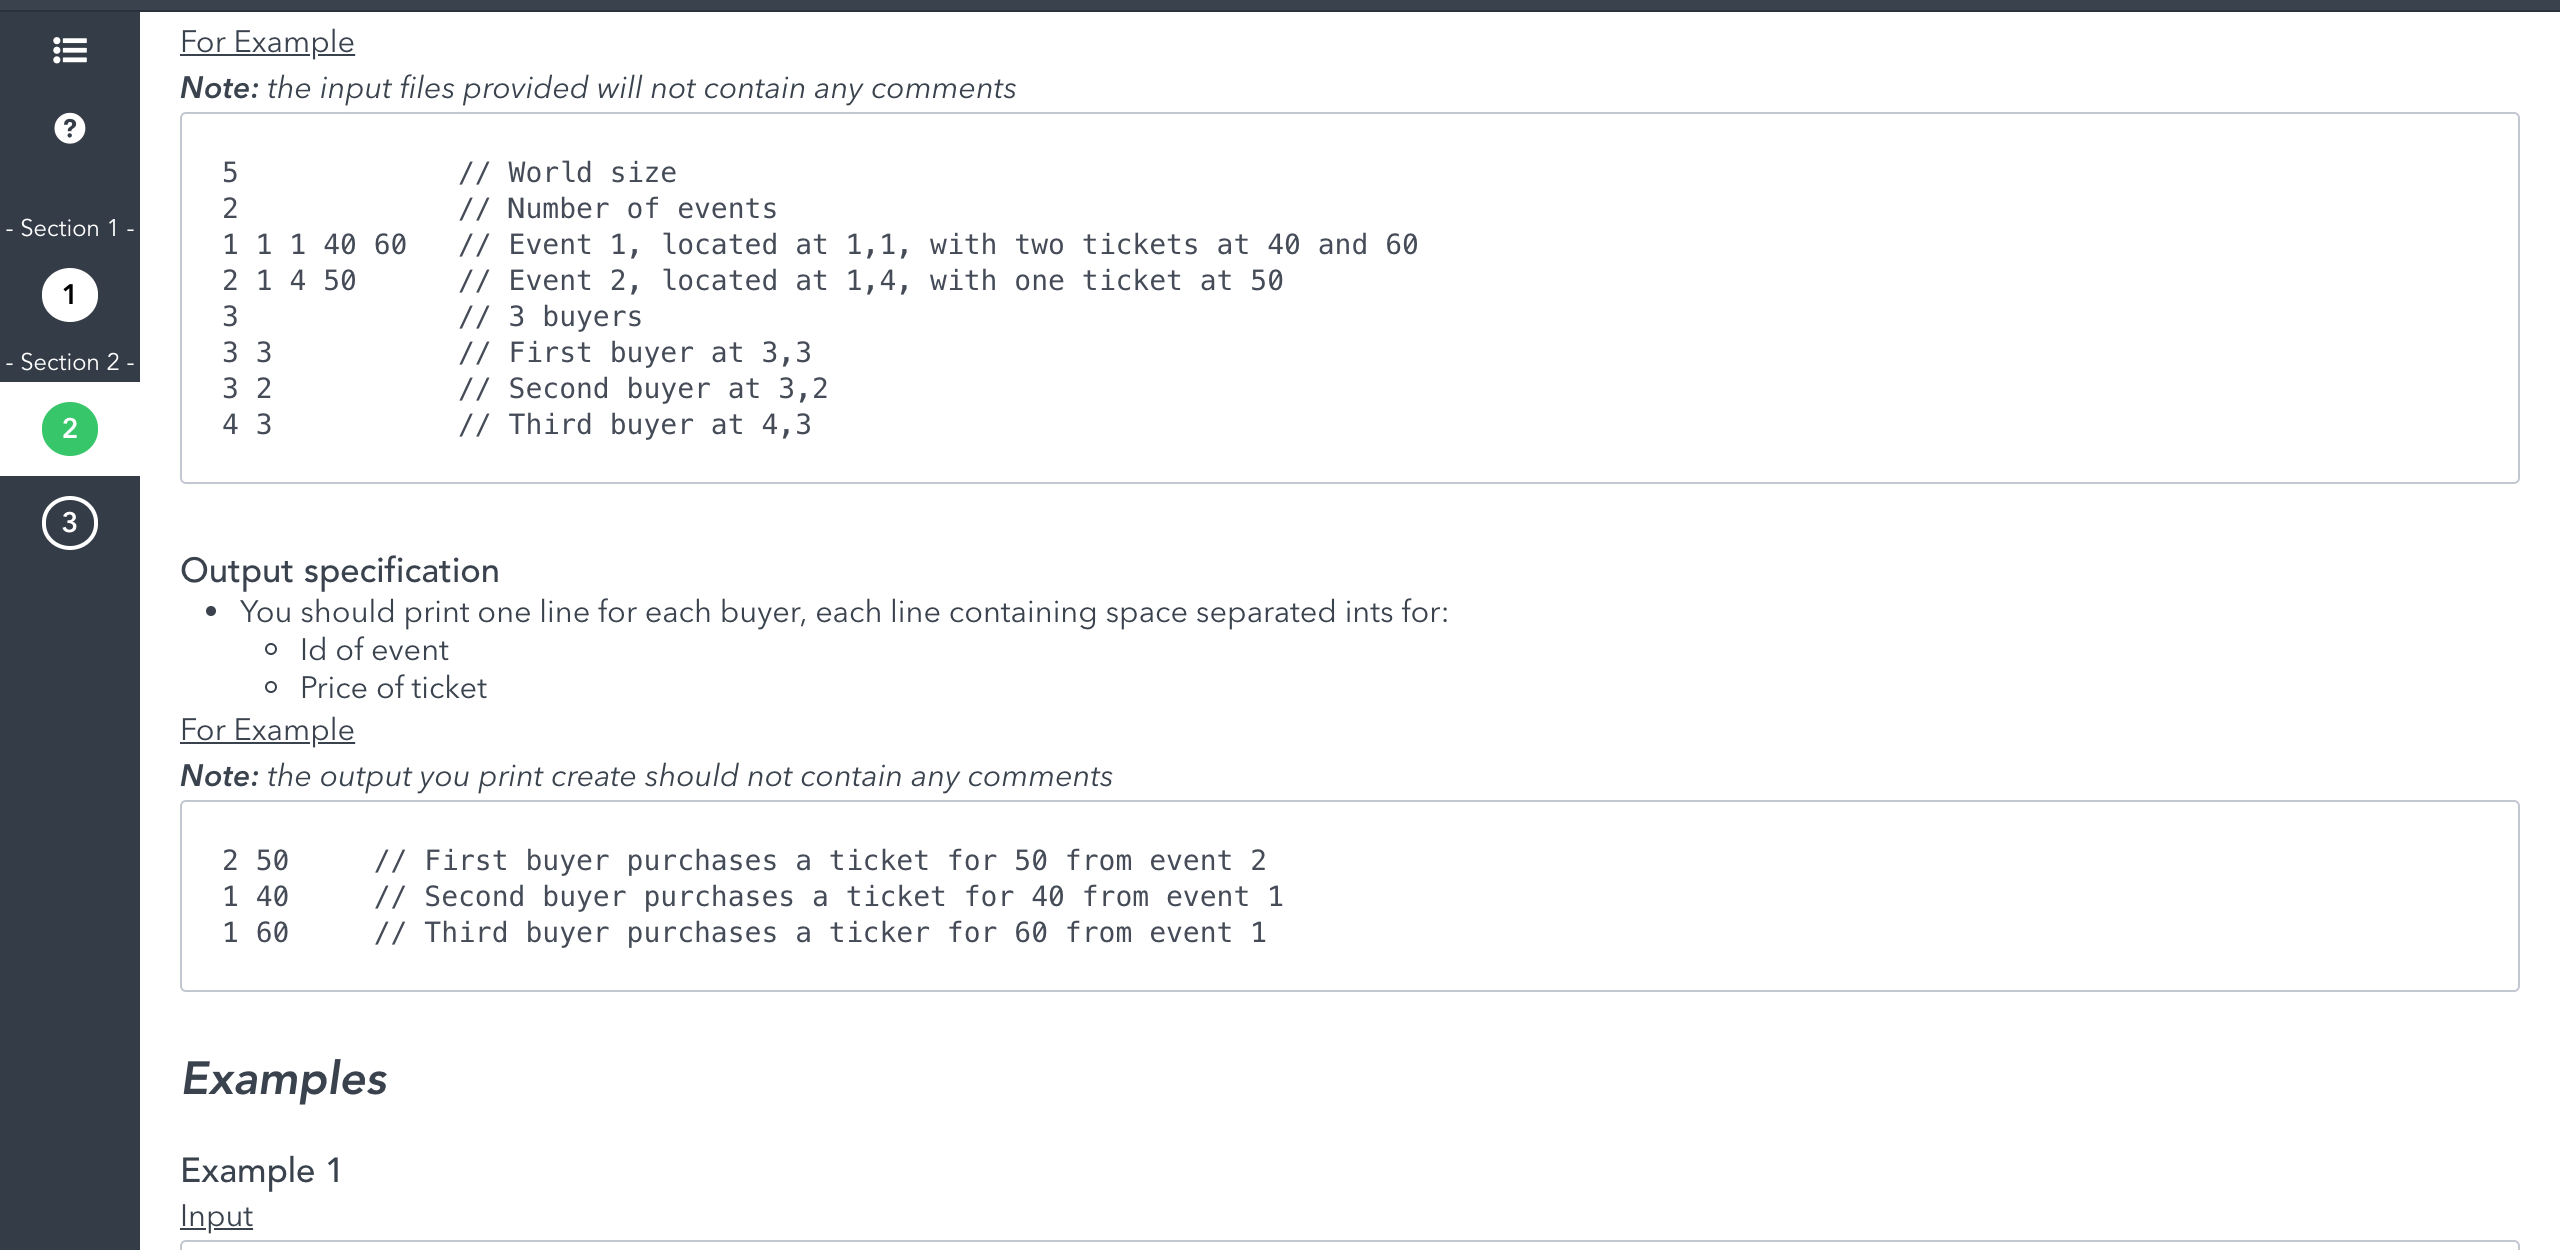 - Section 1 -
1
- Section 2 -
2
3
For Example
Note: the input files provided will not contain any comments
5             // World size
2             // Number of events
1 1 1 40 60   // Event 1, located at 1,1, with two tickets at 40 and 60
2 1 4 50      // Event 2, located at 1,4, with one ticket at 50
3             // 3 buyers
3 3           // First buyer at 3,3
3 2           // Second buyer at 3,2
4 3           // Third buyer at 4,3
Output specification
• You should print one line for each buyer, each line containing space separated ints for:
◦ Id of event
◦ Price of ticket
For Example
Note: the output you print create should not contain any comments
2 50     // First buyer purchases a ticket for 50 from event 2
1 40     // Second buyer purchases a ticket for 40 from event 1
1 60     // Third buyer purchases a ticker for 60 from event 1
Examples
Example 1
Input